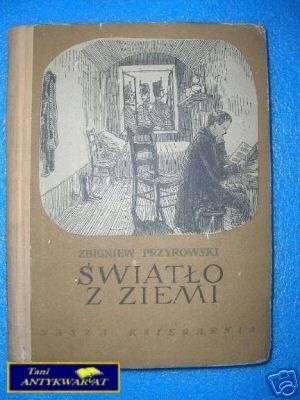 ZBIGNIEW PRZYROWSKI
ŚWIATŁO
Z ZIEMI
NASZA KSIĘGARNIA
Tani
ANTYKWARIAT